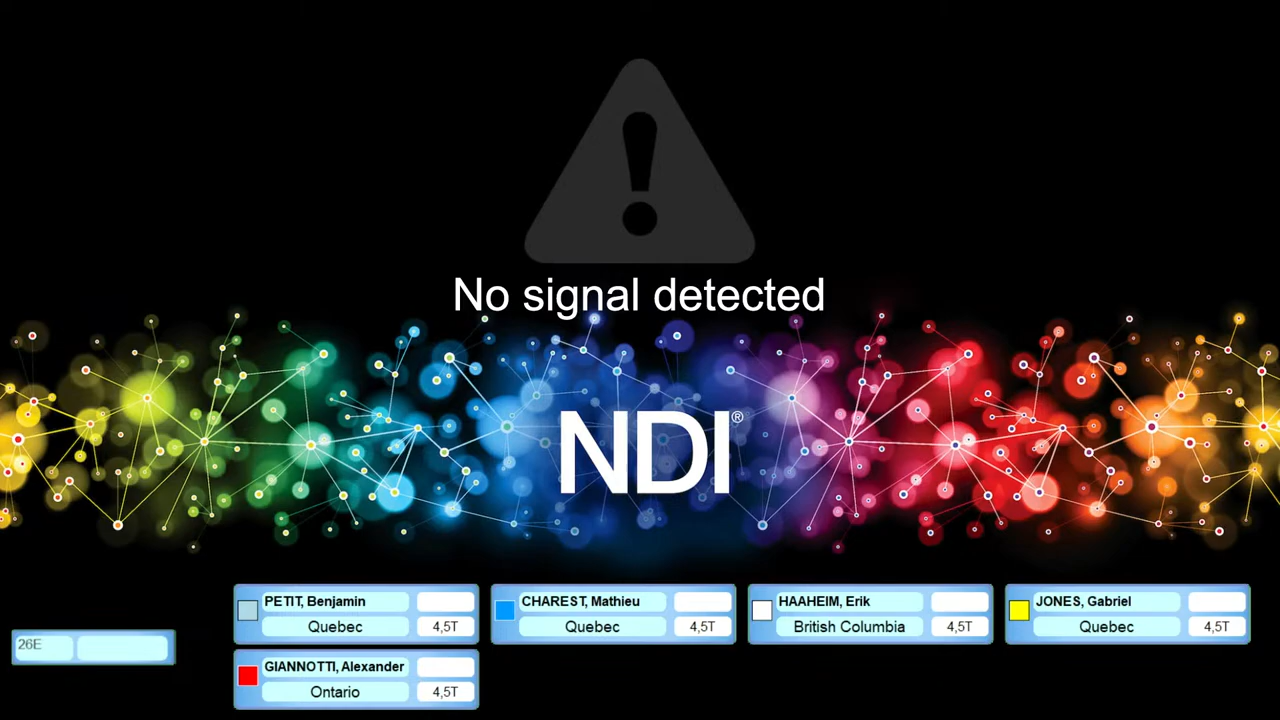 No signal detected
NDI®
26E
PETIT, Benjamin
Quebec 4,5T
CHAREST, Mathieu
Quebec 4,5T
HAAHEIM, Erik
British Columbia 4,5T
JONES, Gabriel
Quebec 4,5T
GIANNOTTI, Alexander
Ontario 4,5T